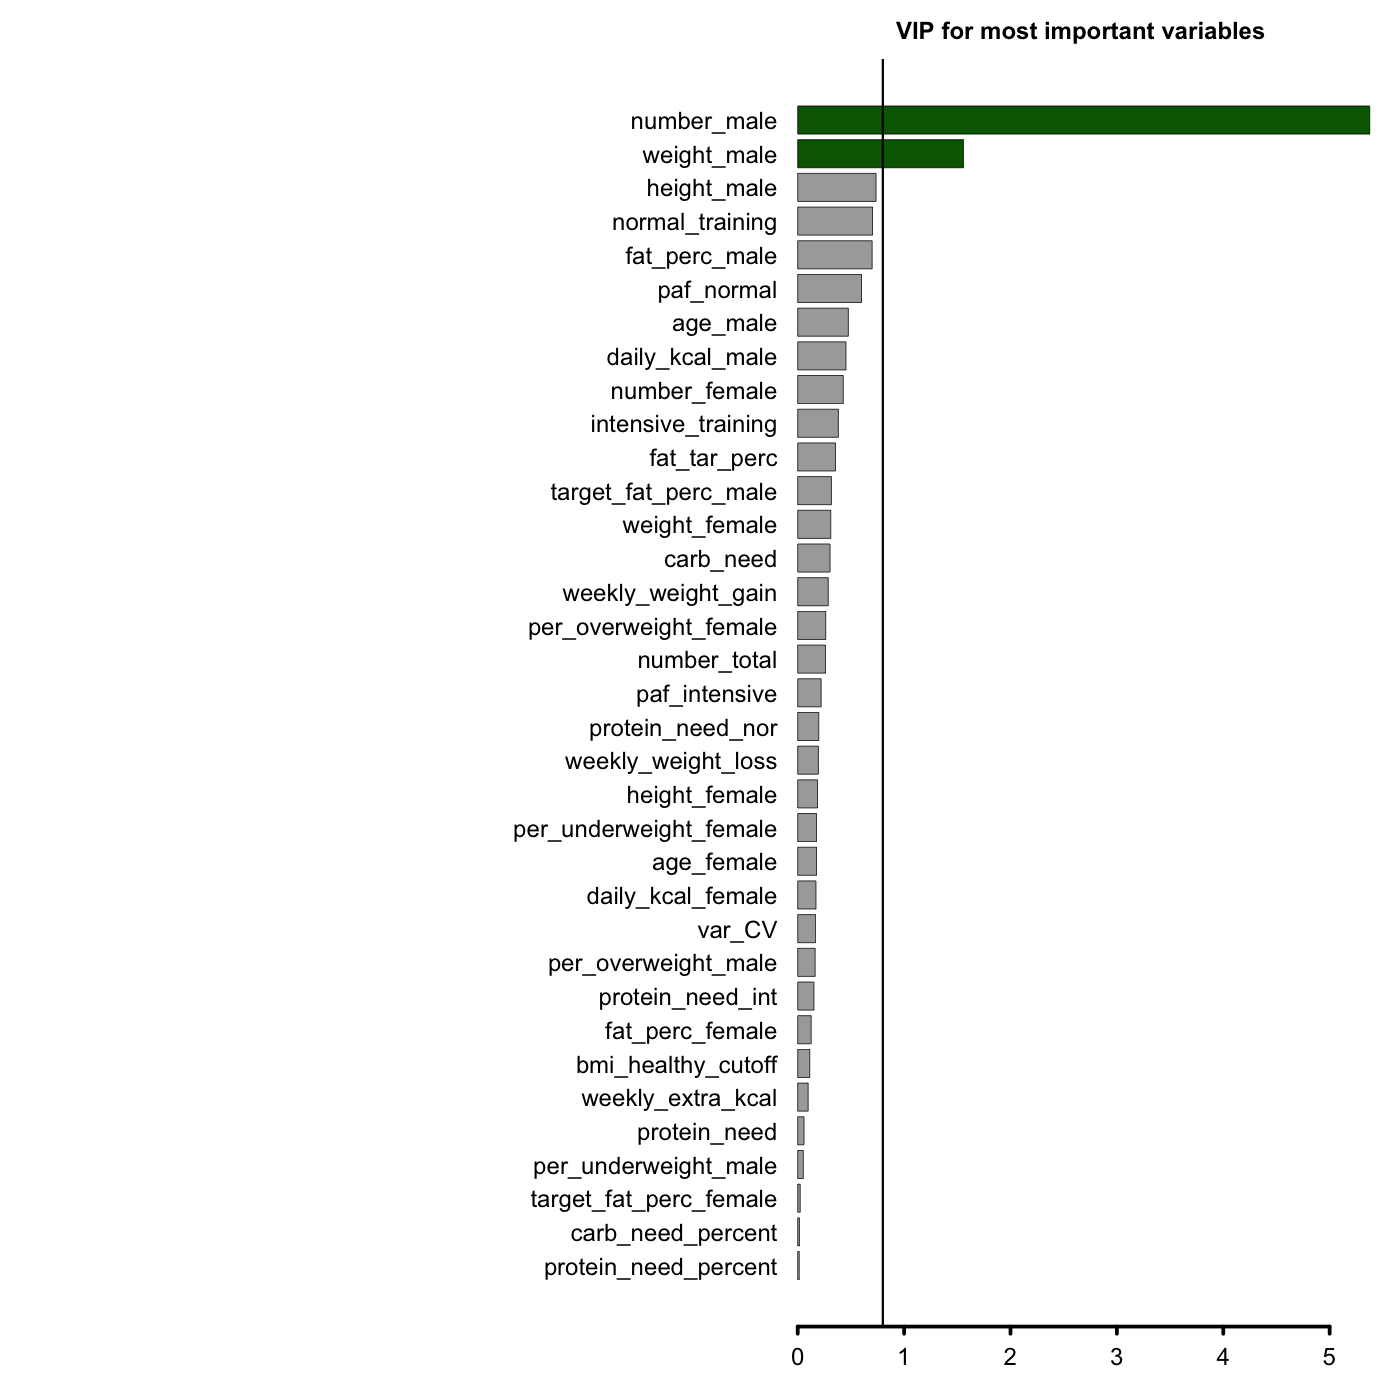 VIP for most important variables
number_male
weight_male
height_male
normal_training
fat_perc_male
paf_normal
age_male
daily_kcal_male
number_female
intensive_training
fat_tar_perc
target_fat_perc_male
weight_female
carb_need
weekly_weight_gain
per_overweight_female
number_total
paf_intensive
protein_need_nor
weekly_weight_loss
height_female
per_underweight_female
age_female
daily_kcal_female
var_CV
per_overweight_male
protein_need_int
fat_perc_female
bmi_healthy_cutoff
weekly_extra_kcal
protein_need
per_underweight_male
target_fat_perc_female
carb_need_percent
protein_need_percent
0 1 2 3 4 5